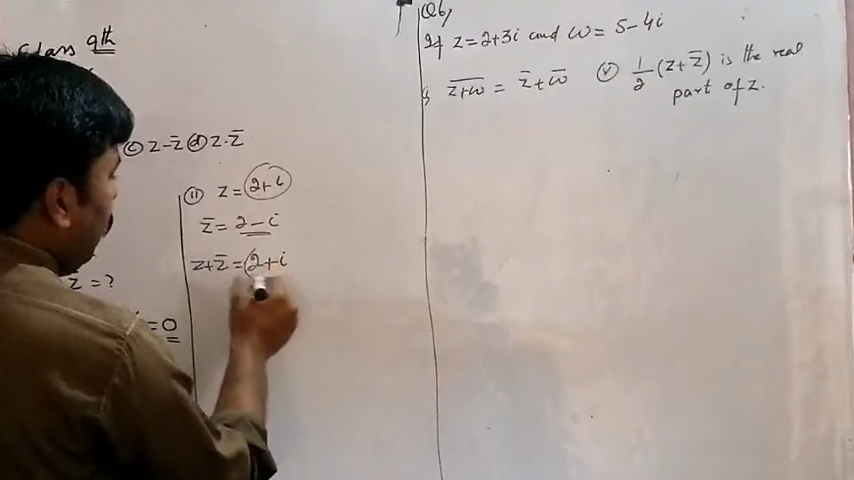 Class 9th
ⓒ z - z̄ ⓓ z · z̄
z = ?
= 0
ⓘⓘ z = 2+i
z̄ = 2 - i
z + z̄ = (2+i
Q6,
If z = 2+3i and ω = 5-4i
i, \overline{z+ω} = z̄ + ω̄ ⓥ 1/2 (z + z̄) is the real
part of z.